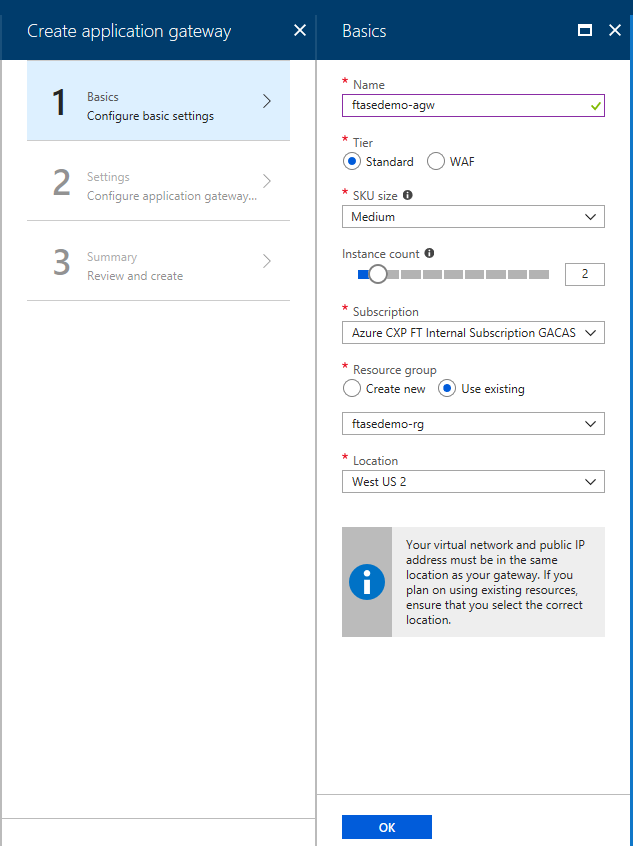 Create application gateway
1
Basics
Configure basic settings
2
Settings
Configure application gateway...
3
Summary
Review and create
Basics
* Name
ftasedemo-agw
* Tier
Standard
WAF
* SKU size
Medium
Instance count
2
* Subscription
Azure CXP FT Internal Subscription GACAS
* Resource group
Create new
Use existing
ftasedemo-rg
* Location
West US 2
Your virtual network and public IP
address must be in the same
location as your gateway. If you
plan on using existing resources,
ensure that you select the correct
location.
OK